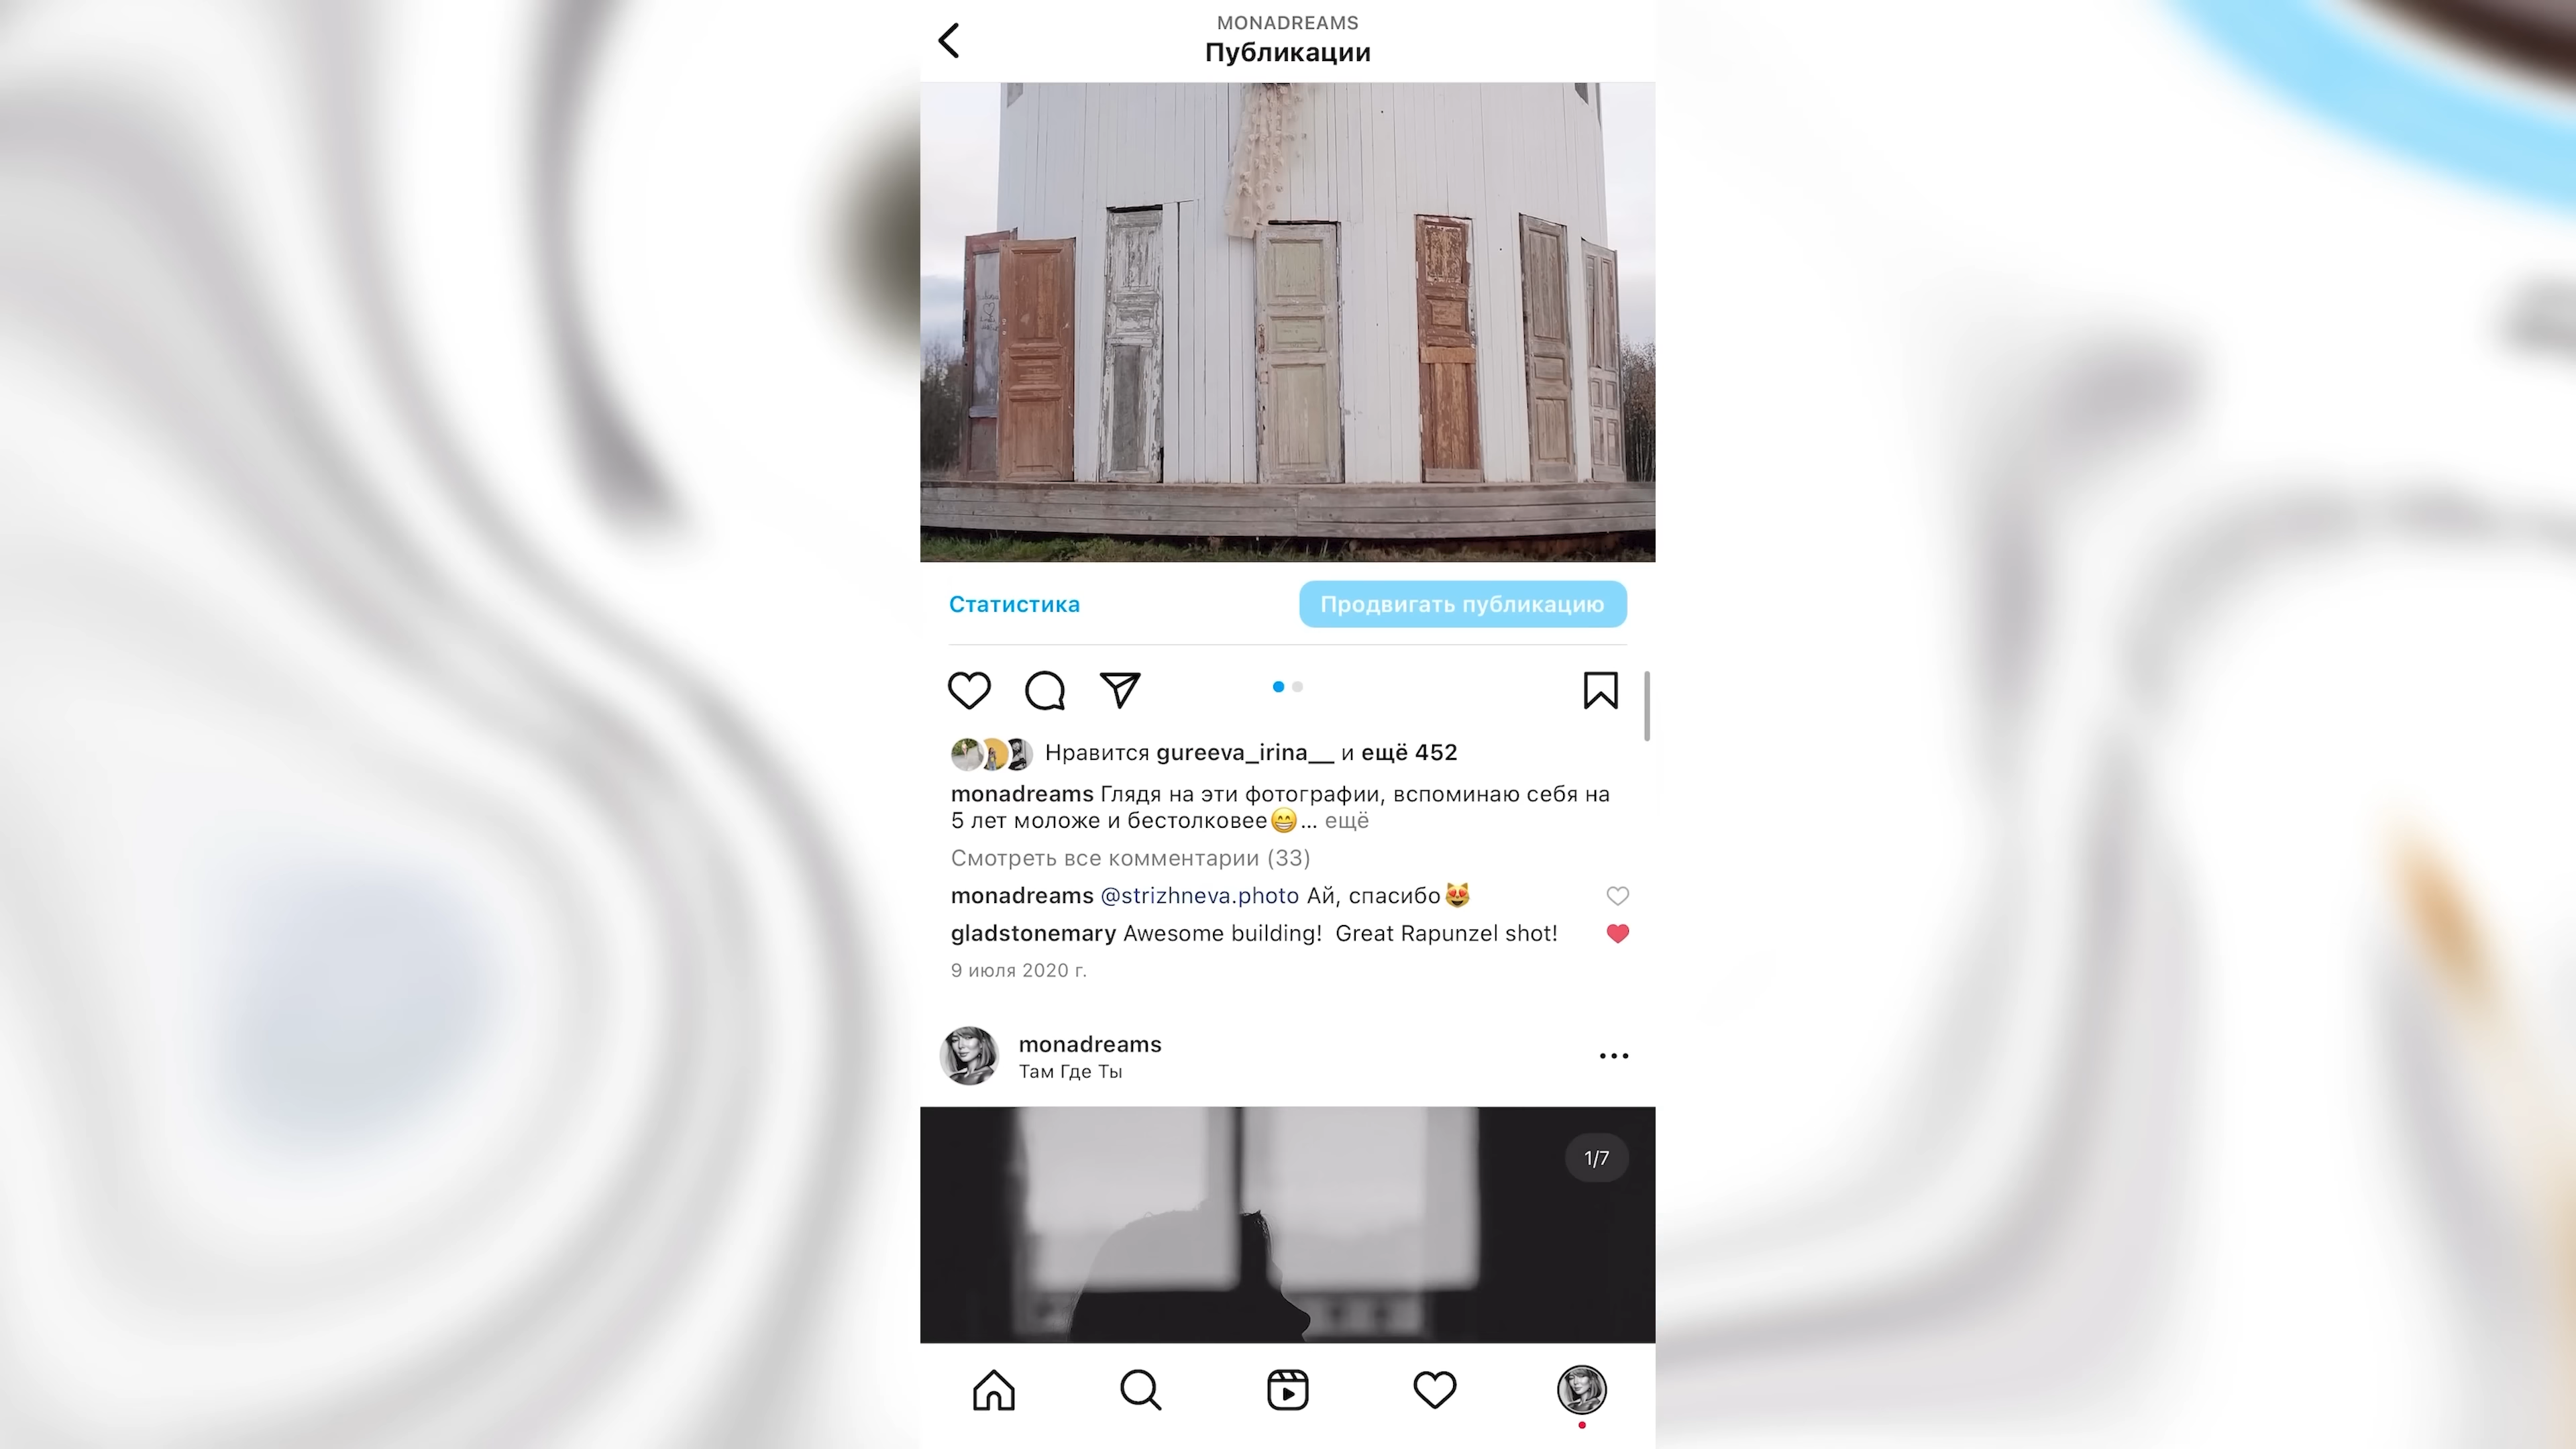 MONADREAMS
Публикации
Статистика
Продвигать публикацию
Нравится gureeva_irina__ и ещё 452
monadreams Глядя на эти фотографии, вспоминаю себя на
5 лет моложе и бестолковее😁... ещё
Смотреть все комментарии (33)
monadreams @strizhneva.photo Ай, спасибо😻
gladstonemary Awesome building! Great Rapunzel shot!
9 июля 2020 г.
monadreams
Там Где Ты
1/7